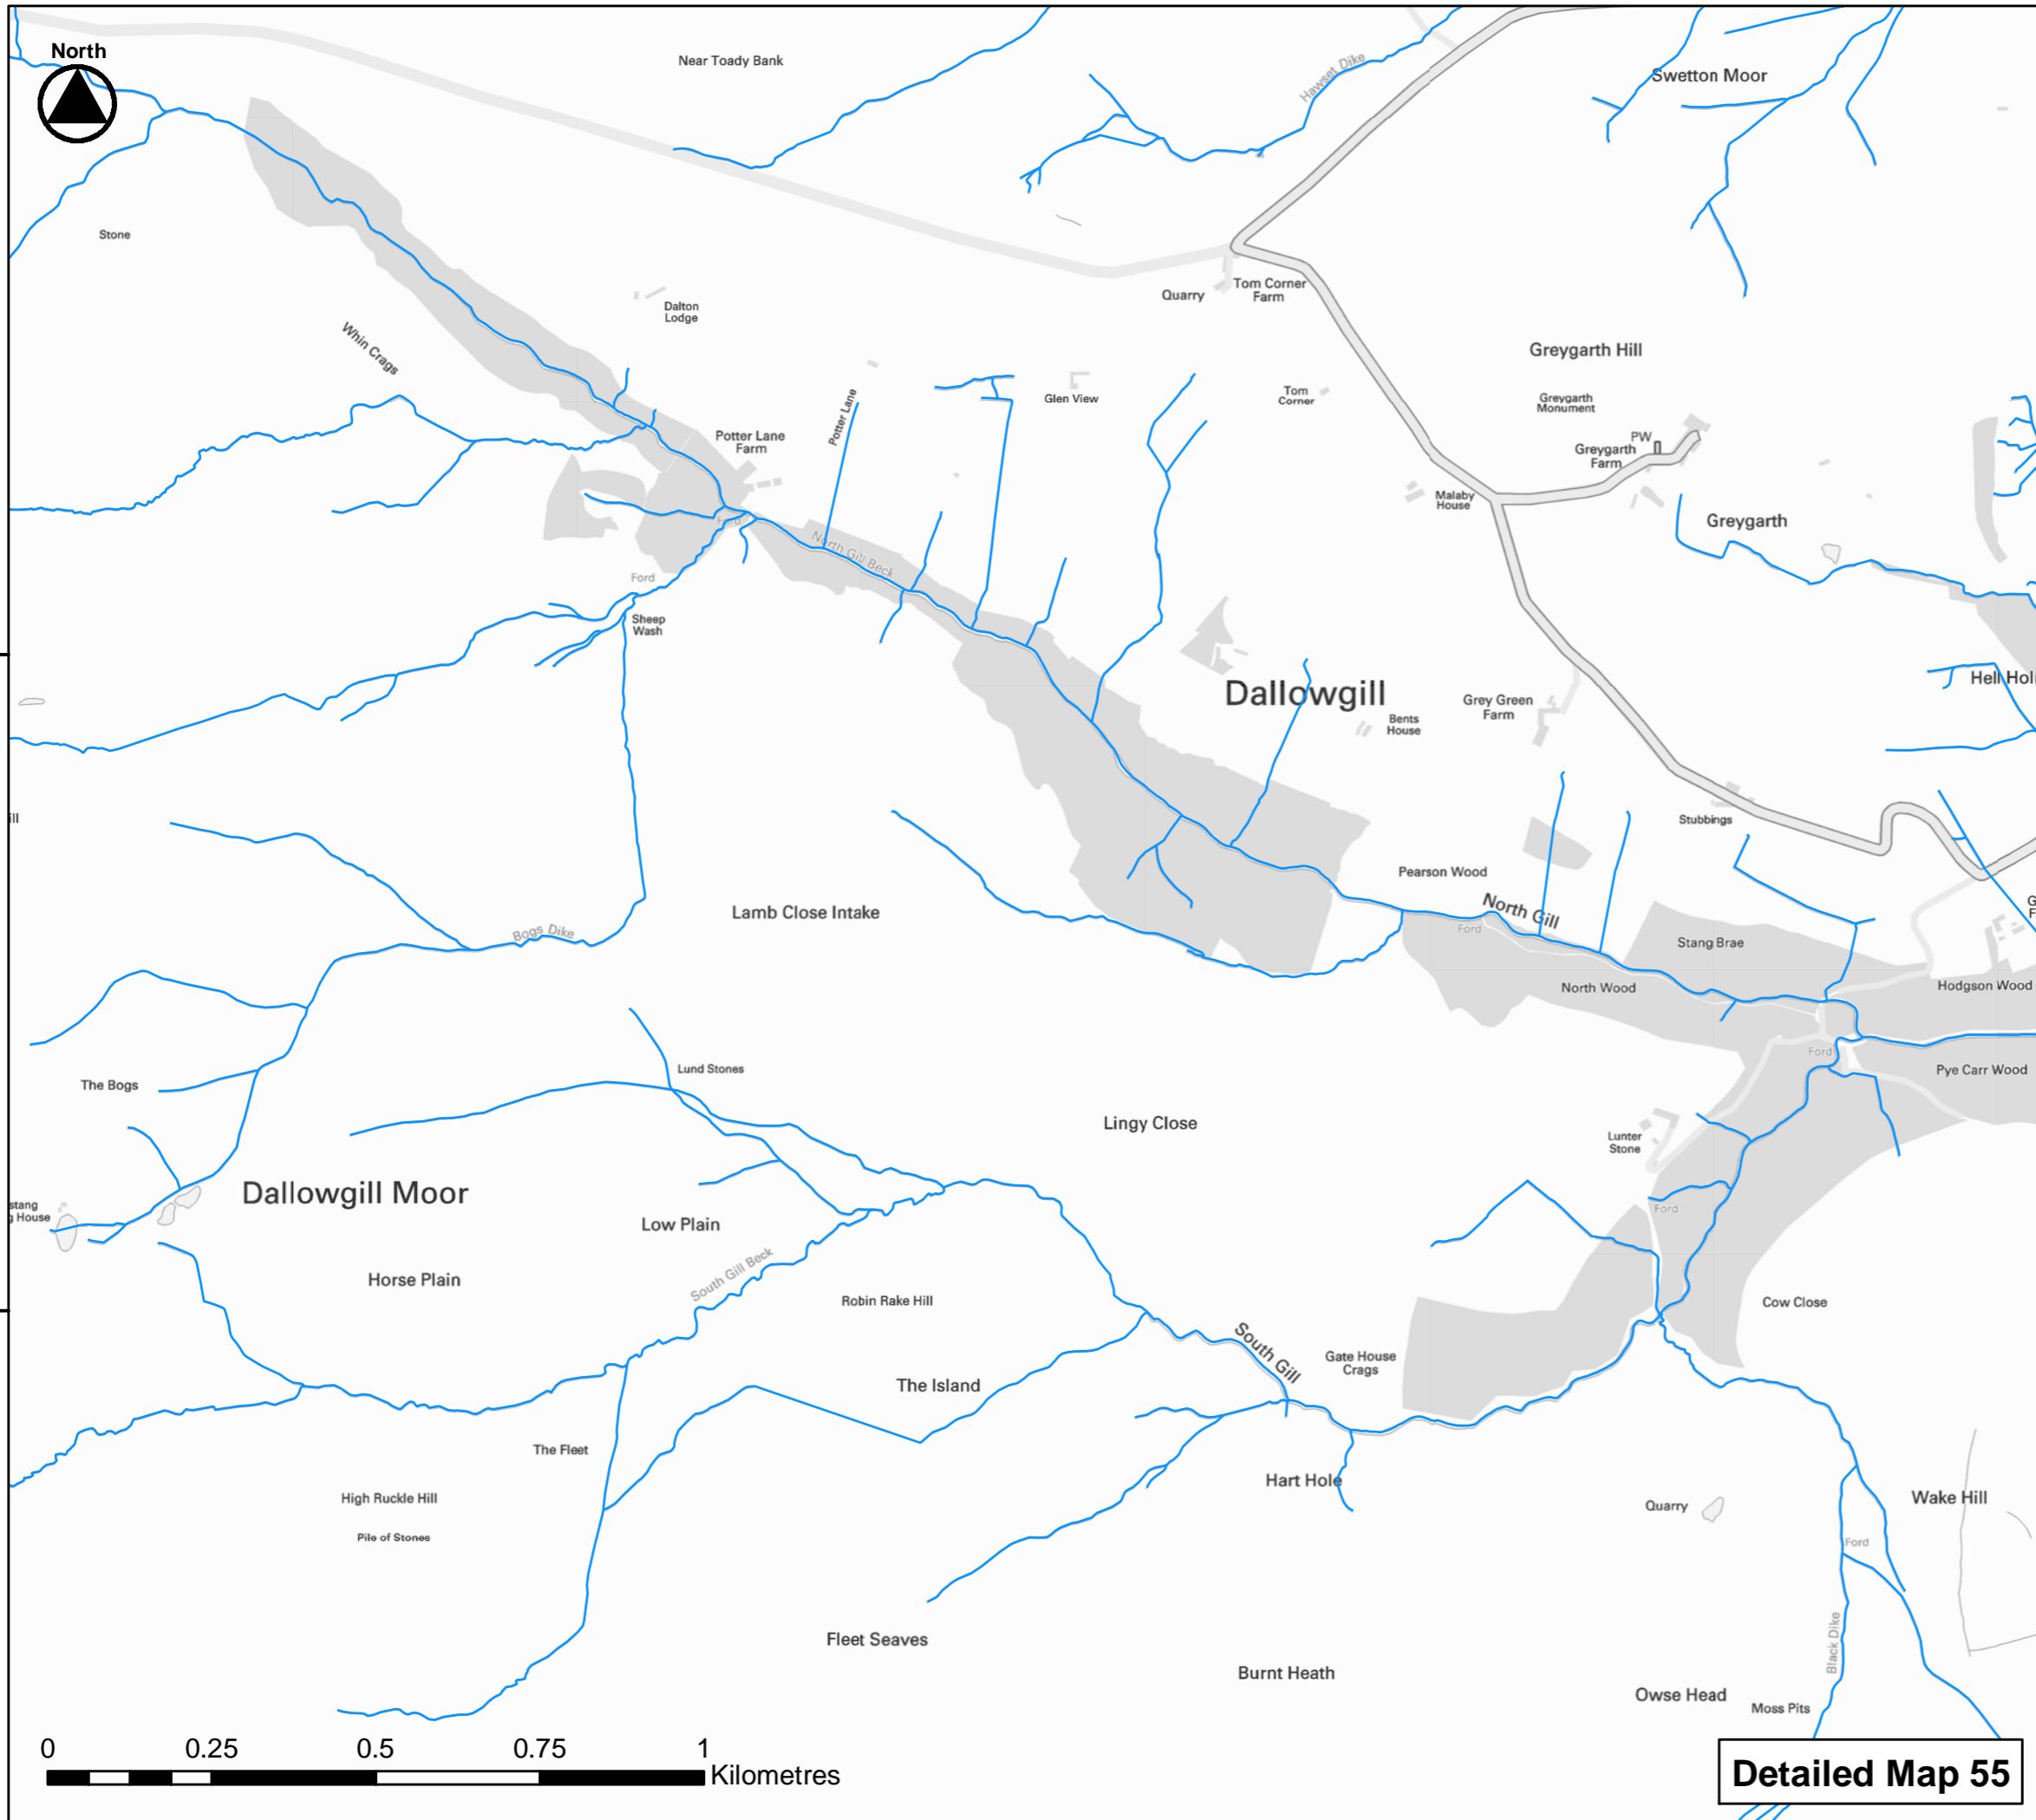 North
Near Toady Bank
Hawset Dike
Swetton Moor
Stone
Whin Crags
Dalton
Lodge
Quarry
Tom Corner
Farm
Greygarth Hill
Potter Lane
Farm
Potter Lane
Glen View
Tom
Corner
Greygarth
Monument
PW
Greygarth
Farm
Malaby
House
Greygarth
Ford
North Gill Beck
Ford
Sheep
Wash
Dallowgill
Bents
House
Grey Green
Farm
Hell Hol
ill
Stubbings
Pearson Wood
North Gill
Ford
Lamb Close Intake
Bogs Dike
Stang Brae
North Wood
Hodgson Wood
G
F
The Bogs
Lund Stones
Ford
Pye Carr Wood
Lingy Close
Lunter
Stone
Dallowgill Moor
stang
g House
Low Plain
Ford
Horse Plain
South Gill Beck
Robin Rake Hill
Cow Close
South Gill
Gate House
Crags
The Island
The Fleet
Hart Hole
High Ruckle Hill
Quarry
Wake Hill
Pile of Stones
Ford
Fleet Seaves
Black Dike
Burnt Heath
Owse Head
Moss Pits
0 0.25 0.5 0.75 1
Kilometres
Detailed Map 55